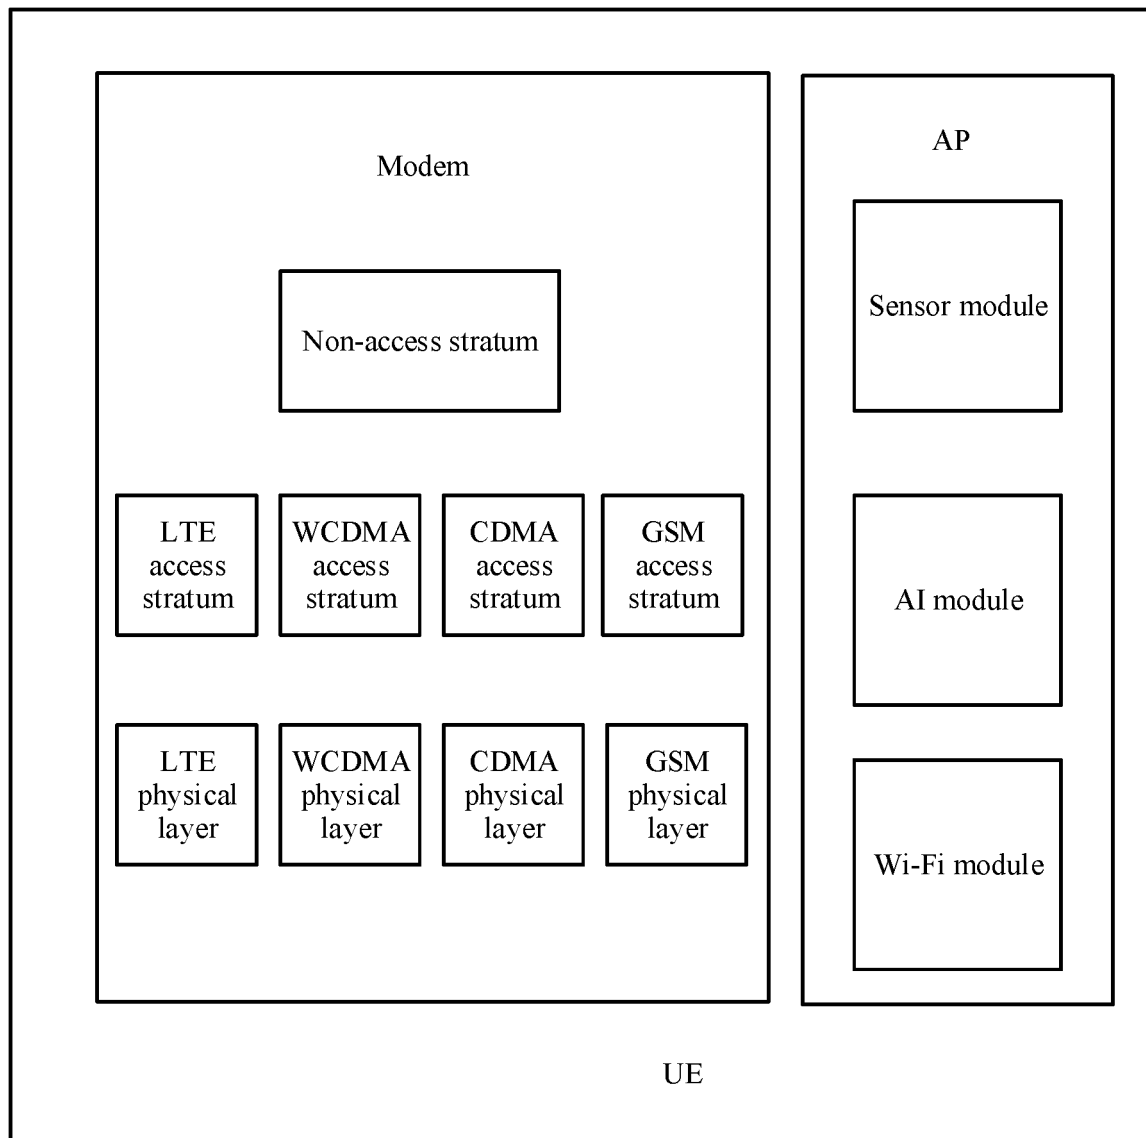 Modem
Non-access stratum
LTE
access
stratum
WCDMA
access
stratum
CDMA
access
stratum
GSM
access
stratum
LTE
physical
layer
WCDMA
physical
layer
CDMA
physical
layer
GSM
physical
layer
AP
Sensor module
AI module
Wi-Fi module
UE